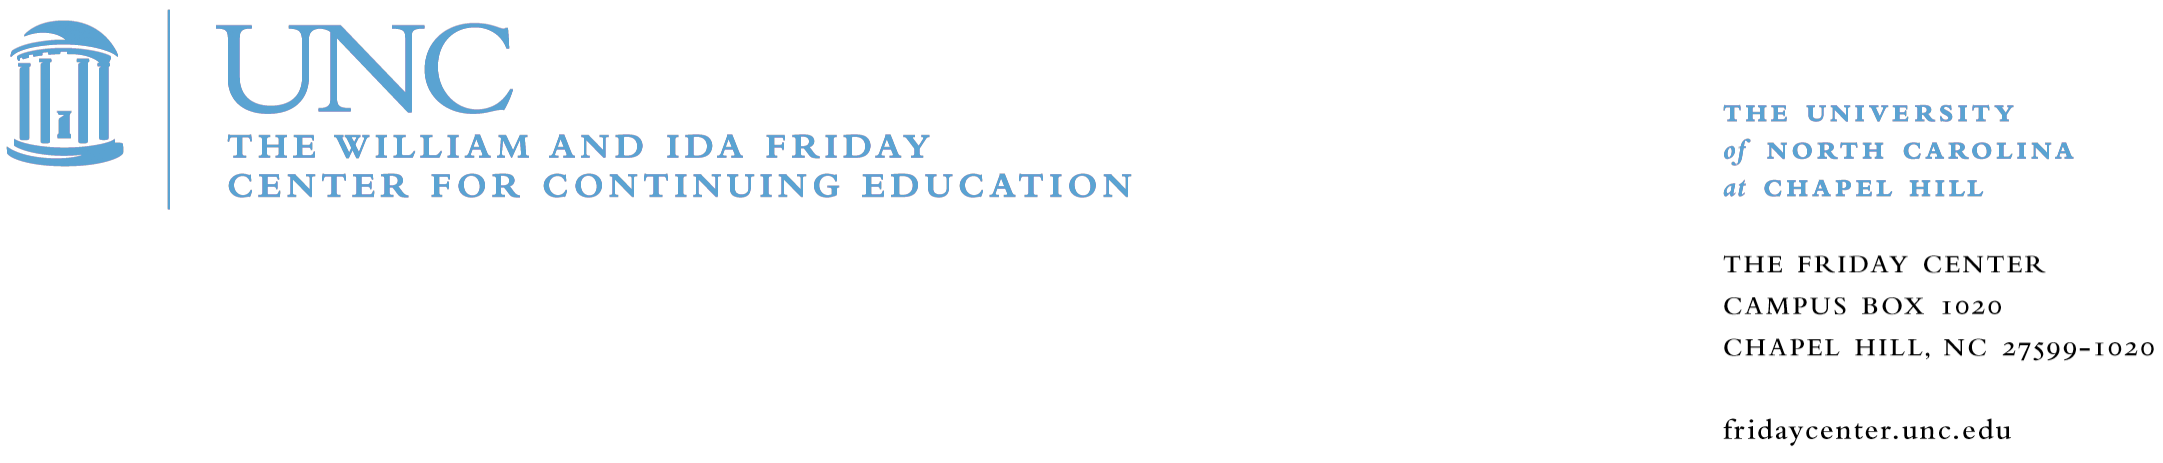 UNC
THE WILLIAM AND IDA FRIDAY
CENTER FOR CONTINUING EDUCATION
THE UNIVERSITY
of NORTH CAROLINA
at CHAPEL HILL
THE FRIDAY CENTER
CAMPUS BOX 1020
CHAPEL HILL, NC 27599-1020
fridaycenter.unc.edu